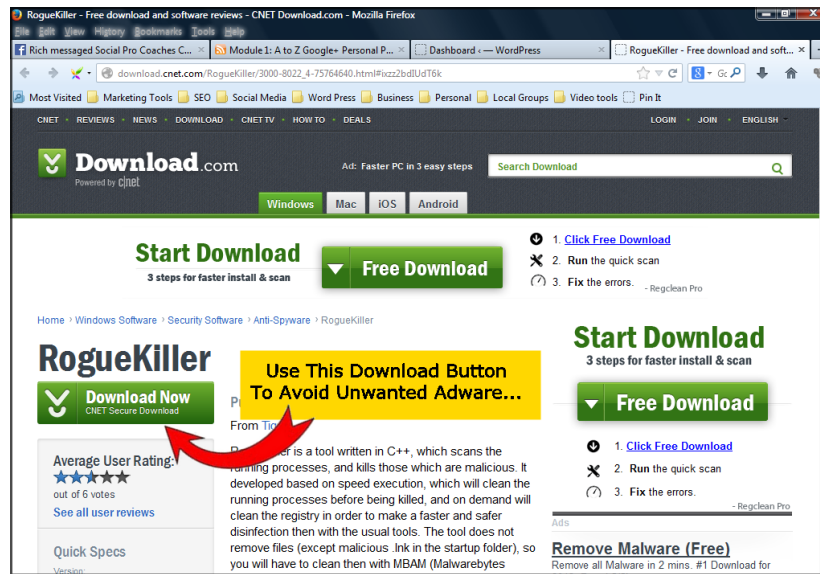 RogueKiller - Free download and software reviews - CNET Download.com - Mozilla Firefox
File Edit View History Bookmarks Tools Help
Rich messaged Social Pro Coaches C... × Module 1: A to Z Google+ Personal P... × Dashboard ‹ — WordPress × RogueKiller - Free download and soft... ×
download.cnet.com/RogueKiller/3000-8022_4-75764640.html#ixzz2bdIUdT6k
Most Visited Marketing Tools SEO Social Media Word Press Business Personal Local Groups Video tools Pin It
CNET REVIEWS NEWS DOWNLOAD CNET TV HOW TO DEALS LOGIN JOIN ENGLISH
Download.com
Powered by c|net
Ad: Faster PC in 3 easy steps
Search Download
Windows Mac iOS Android
Start Download
3 steps for faster install & scan
Free Download
1. Click Free Download
2. Run the quick scan
3. Fix the errors.
- Regclean Pro
Home › Windows Software › Security Software › Anti-Spyware › RogueKiller
RogueKiller
Download Now
CNET Secure Download
Use This Download Button
To Avoid Unwanted Adware...
From
is a tool written in C++, which scans the
running processes, and kills those which are malicious. It
developed based on speed execution, which will clean the
running processes before being killed, and on demand will
clean the registry in order to make a faster and safer
disinfection then with the usual tools. The tool does not
remove files (except malicious .lnk in the startup folder), so
you will have to clean then with MBAM (Malwarebytes
Average User Rating:
out of 6 votes
See all user reviews
Quick Specs
Version:
Start Download
3 steps for faster install & scan
Free Download
1. Click Free Download
2. Run the quick scan
3. Fix the errors.
- Regclean Pro
Ads
Remove Malware (Free)
Remove all Malware in 2 mins. #1 Download for